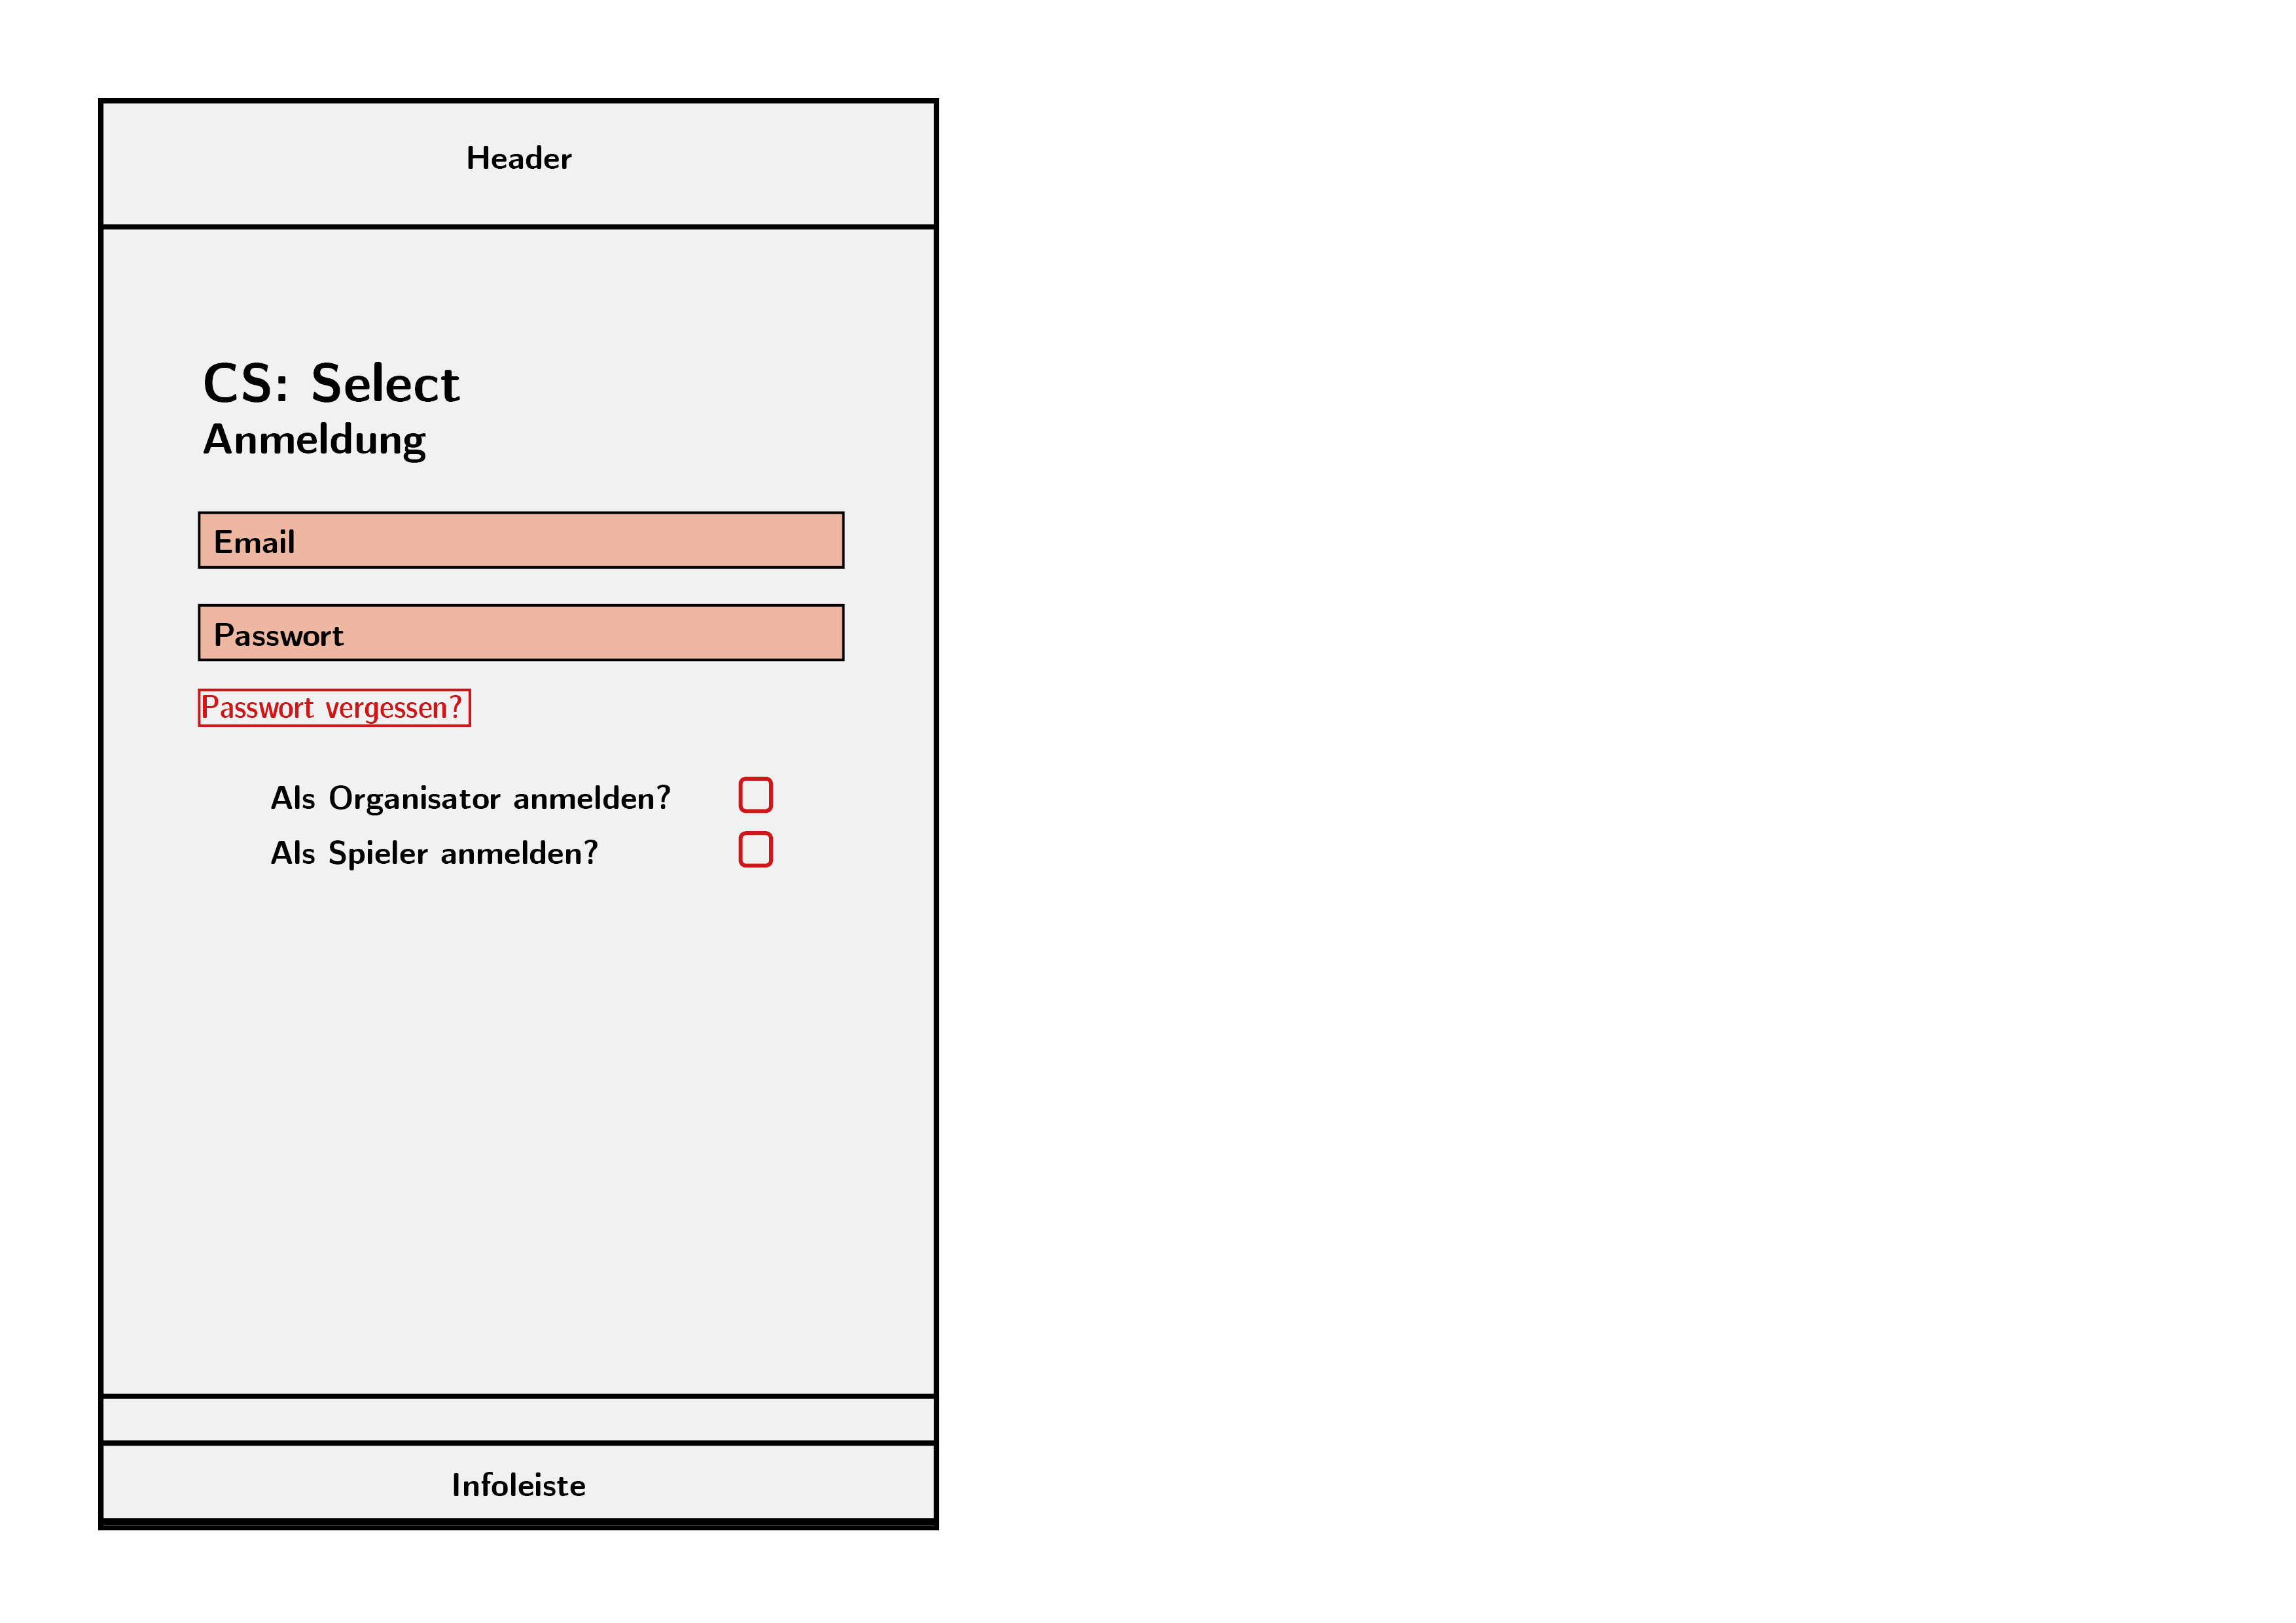 Header
CS: Select
Anmeldung
Email
Passwort
Passwort vergessen?
Als Organisator anmelden?
Als Spieler anmelden?
Infoleiste